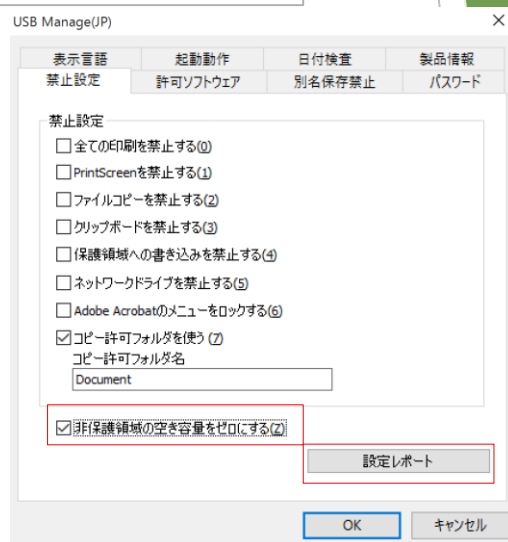 USB Manage(JP)
表示言語 起動動作 日付検査 製品情報
禁止設定 許可ソフトウェア 別名保存禁止 パスワード
禁止設定
全ての印刷を禁止する(0)
PrintScreenを禁止する(1)
ファイルコピーを禁止する(2)
クリップボードを禁止する(3)
保護領域への書き込みを禁止する(4)
ネットワークドライブを禁止する(5)
Adobe Acrobatのメニューをロックする(6)
コピー許可フォルダを使う(7)
コピー許可フォルダ名
Document
非保護領域の空き容量をゼロにする(Z)
設定レポート
OK キャンセル